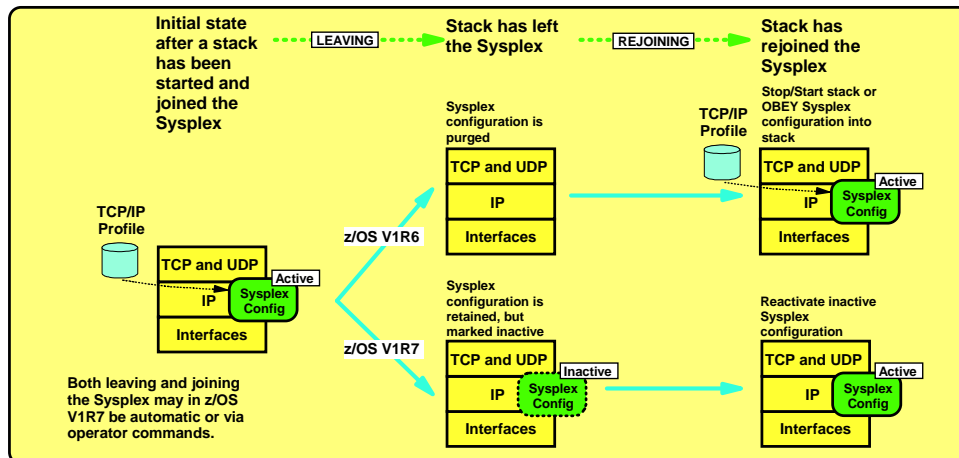 Initial state
after a stack
has been
started and
joined the
Sysplex
LEAVING
Stack has left
the Sysplex
REJOINING
Stack has
rejoined the
Sysplex
TCP/IP
Profile
TCP and UDP
IP
Interfaces
Active
Sysplex
Config
Both leaving and joining
the Sysplex may in z/OS
V1R7 be automatic or via
operator commands.
z/OS V1R6
Sysplex
configuration is
purged
TCP and UDP
IP
Interfaces
TCP/IP
Profile
Stop/Start stack or
OBEY Sysplex
configuration into
stack
TCP and UDP
IP
Interfaces
Active
Sysplex
Config
z/OS V1R7
Sysplex
configuration is
retained, but
marked inactive
TCP and UDP
IP
Interfaces
Inactive
Sysplex
Config
Reactivate inactive
Sysplex
configuration
TCP and UDP
IP
Interfaces
Active
Sysplex
Config